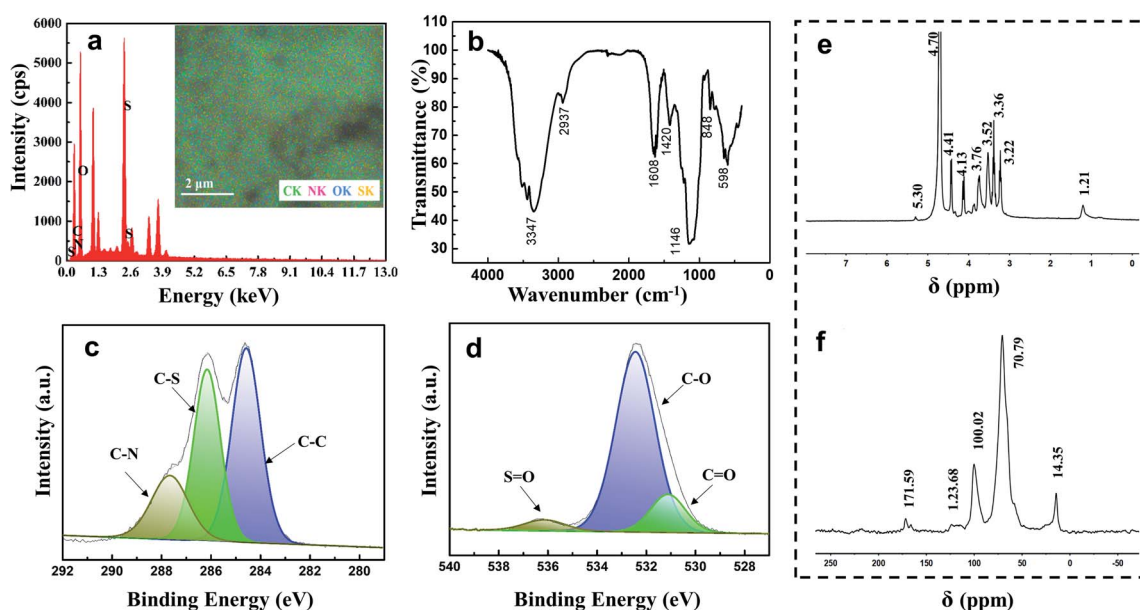 a
6000
5000
4000
3000
2000
1000
0
Intensity (cps)
S
O
C
N
S
S
2 μm
CK NK OK SK
0.0 1.3 2.6 3.9 5.2 6.5 7.8 9.1 10.4 11.7 13.0
Energy (keV)
b
100
90
80
70
60
50
40
30
Transmittance (%)
3347
2937
1608
1420
1146
848
598
4000 3000 2000 1000 0
Wavenumber (cm-1)
c
Intensity (a.u.)
C-S
C-N
C-C
292 290 288 286 284 282 280
Binding Energy (eV)
d
Intensity (a.u.)
C-O
S=O
C=O
540 538 536 534 532 530 528
Binding Energy (eV)
e
5.30
4.70
4.41
4.13
3.76
3.52
3.36
3.22
1.21
7 6 5 4 3 2 1 0
δ (ppm)
f
171.59
1.23.68
100.02
70.79
14.35
250 200 150 100 50 0 -50
δ (ppm)